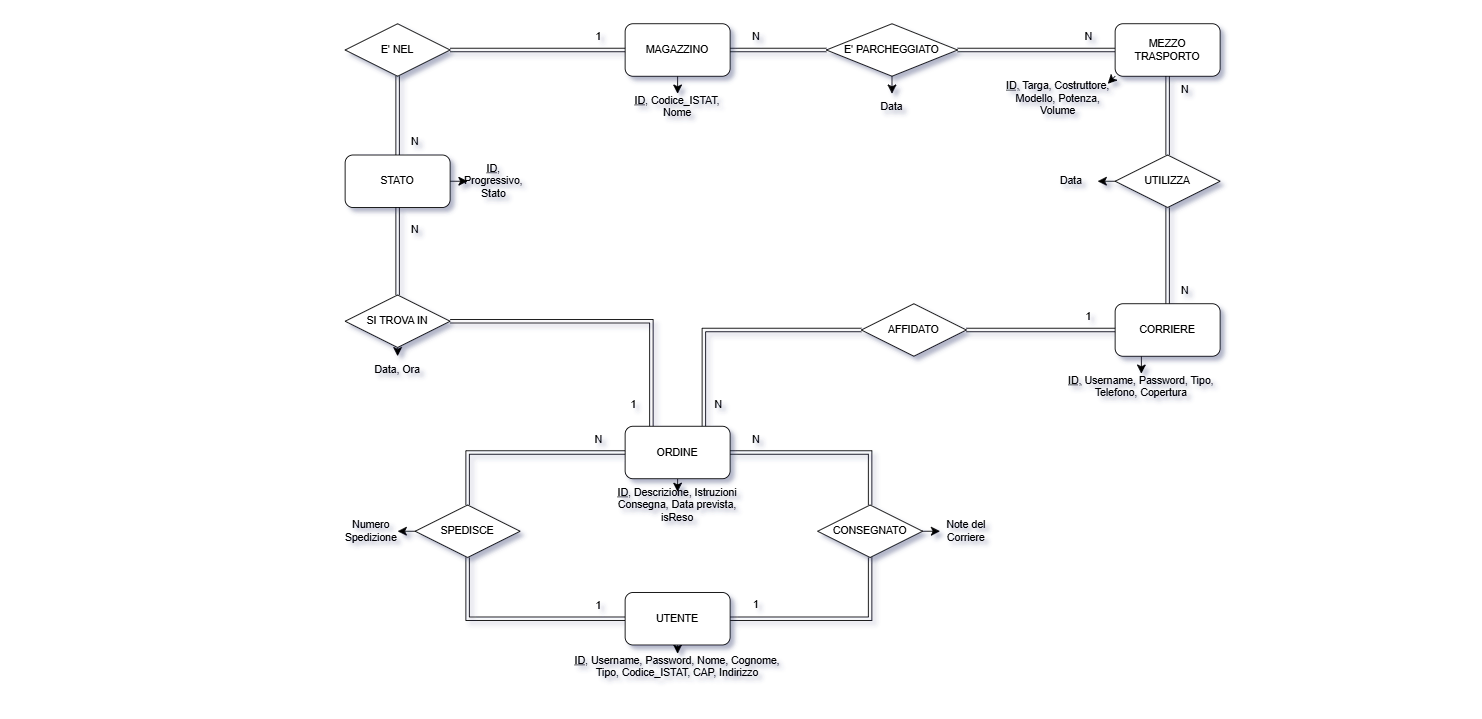 E' NEL
1
MAGAZZINO
N
E' PARCHEGGIATO
N
MEZZO
TRASPORTO
ID, Codice_ISTAT,
Nome
Data
ID, Targa, Costruttore,
Modello, Potenza,
Volume
N
N
STATO
ID,
Progressivo,
Stato
Data
UTILIZZA
N
N
SI TROVA IN
Data, Ora
AFFIDATO
1
CORRIERE
ID, Username, Password, Tipo,
Telefono, Copertura
1
N
N
ORDINE
N
ID, Descrizione, Istruzioni
Consegna, Data prevista,
isReso
Numero
Spedizione
SPEDISCE
CONSEGNATO
Note del
Corriere
1
UTENTE
1
ID, Username, Password, Nome, Cognome,
Tipo, Codice_ISTAT, CAP, Indirizzo